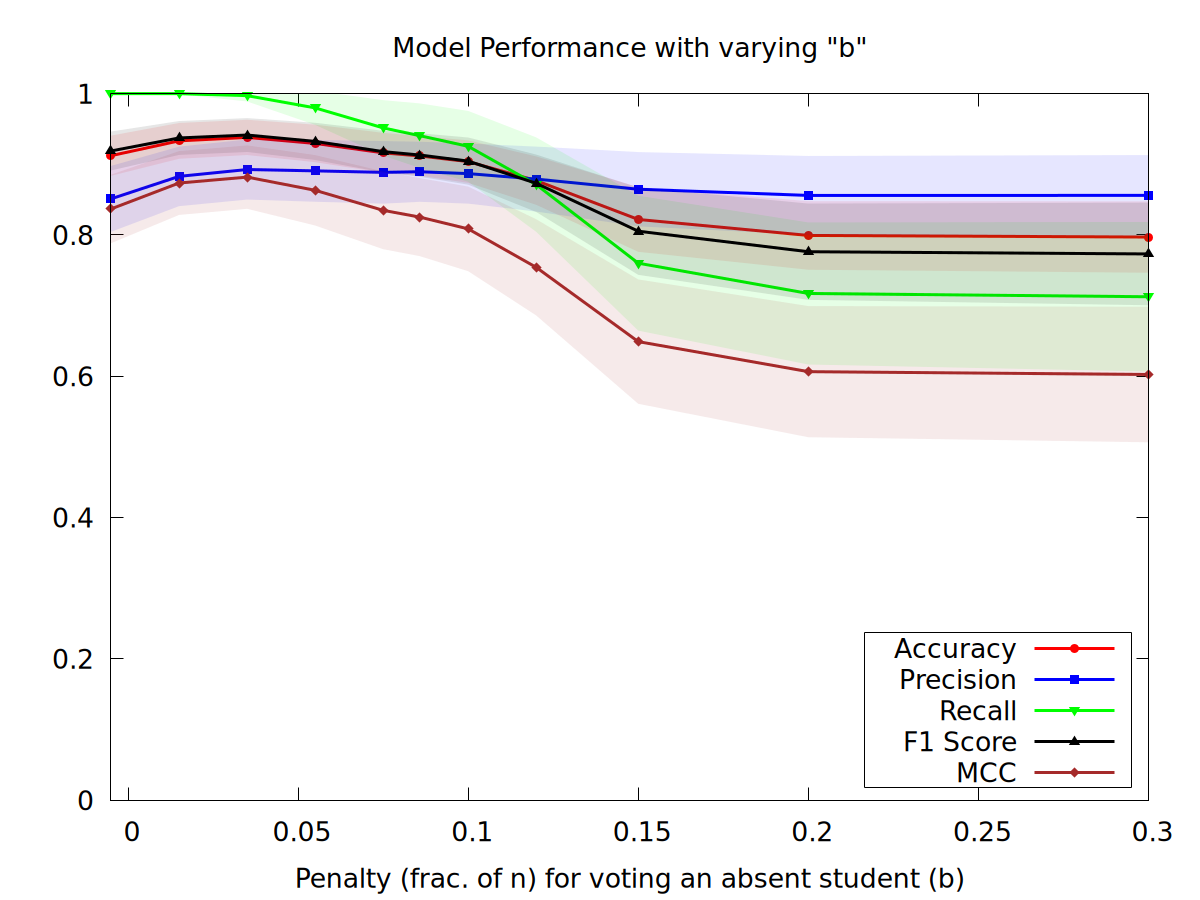 Model Performance with varying "b"
1
0.8
0.6
0.4
0.2
0
Accuracy
Precision
Recall
F1 Score
MCC
0 0.05 0.1 0.15 0.2 0.25 0.3
Penalty (frac. of n) for voting an absent student (b)